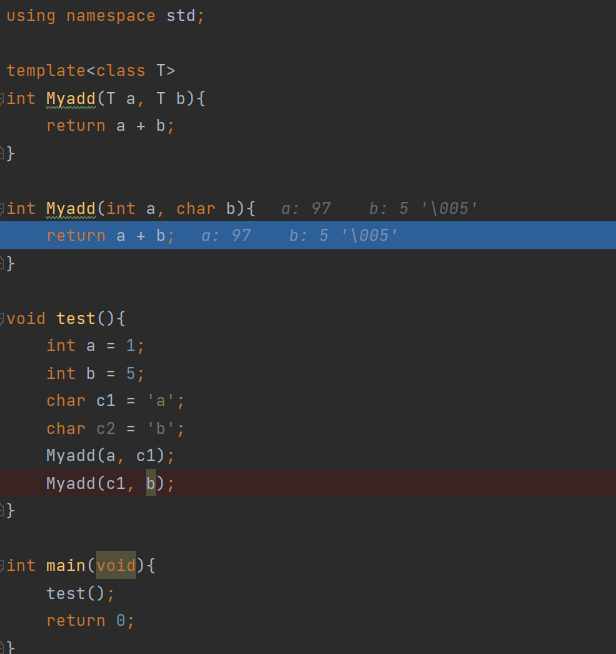 using namespace std;
template<class T>
int Myadd(T a, T b){
    return a + b;
}
int Myadd(int a, char b){   a: 97    b: 5 '\005'
    return a + b;   a: 97    b: 5 '\005'
}
void test(){
    int a = 1;
    int b = 5;
    char c1 = 'a';
    char c2 = 'b';
    Myadd(a, c1);
    Myadd(c1, b);
}
int main(void){
    test();
    return 0;
}